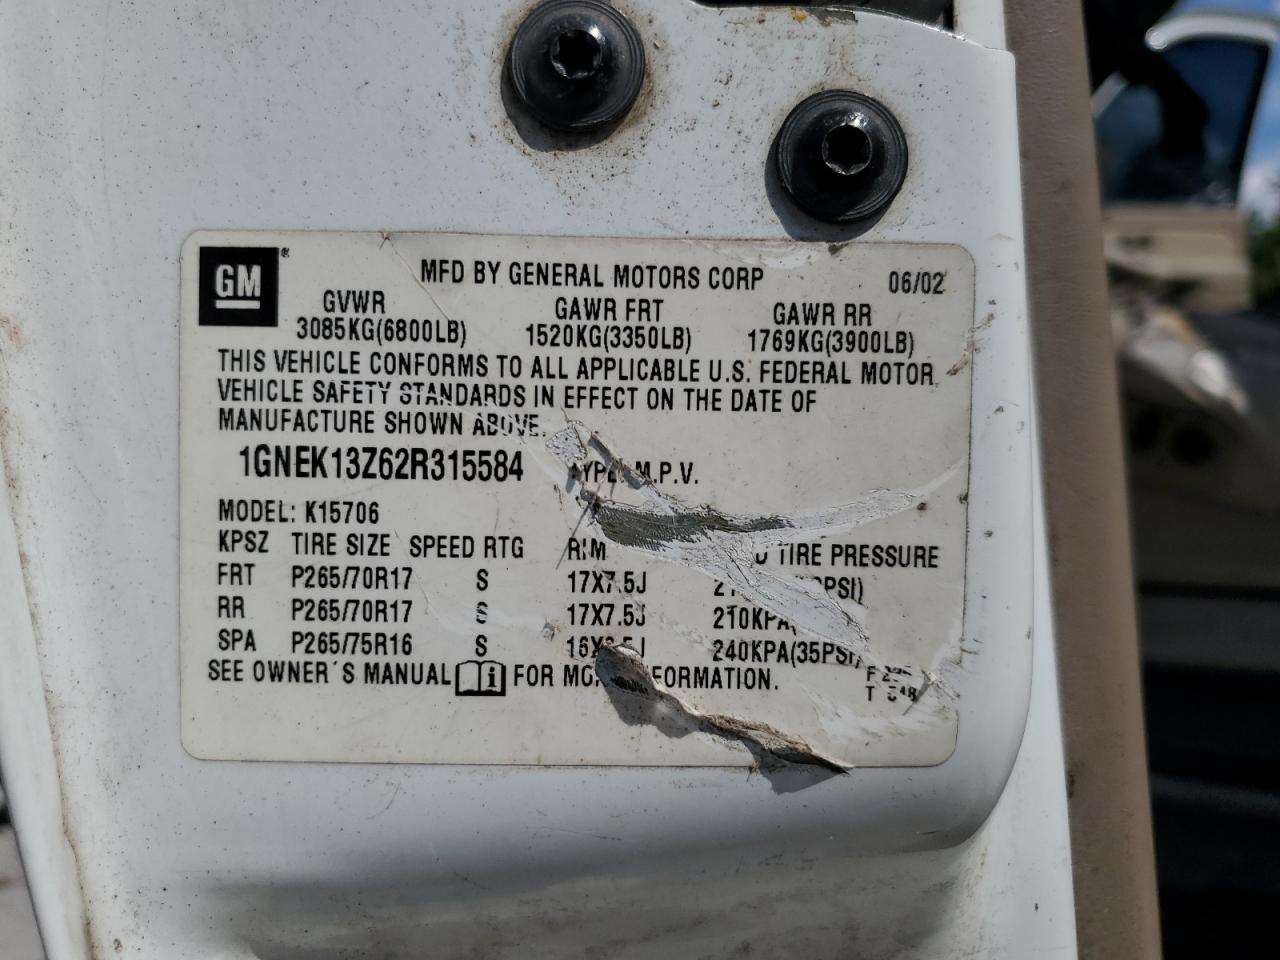 GM ®
MFD BY GENERAL MOTORS CORP 06/02
GVWR GAWR FRT GAWR RR
3085KG(6800LB) 1520KG(3350LB) 1769KG(3900LB)
THIS VEHICLE CONFORMS TO ALL APPLICABLE U.S. FEDERAL MOTOR
VEHICLE SAFETY STANDARDS IN EFFECT ON THE DATE OF
MANUFACTURE SHOWN ABOVE.
1GNEK13Z62R315584 M.P.V.
MODEL: K15706
KPSZ TIRE SIZE SPEED RTG RIM TIRE PRESSURE
FRT P265/70R17 S 17X7.5J
RR P265/70R17 S 17X7.5J 210KPA(
SPA P265/75R16 S 240KPA(35PSI)
SEE OWNER'S MANUAL FOR